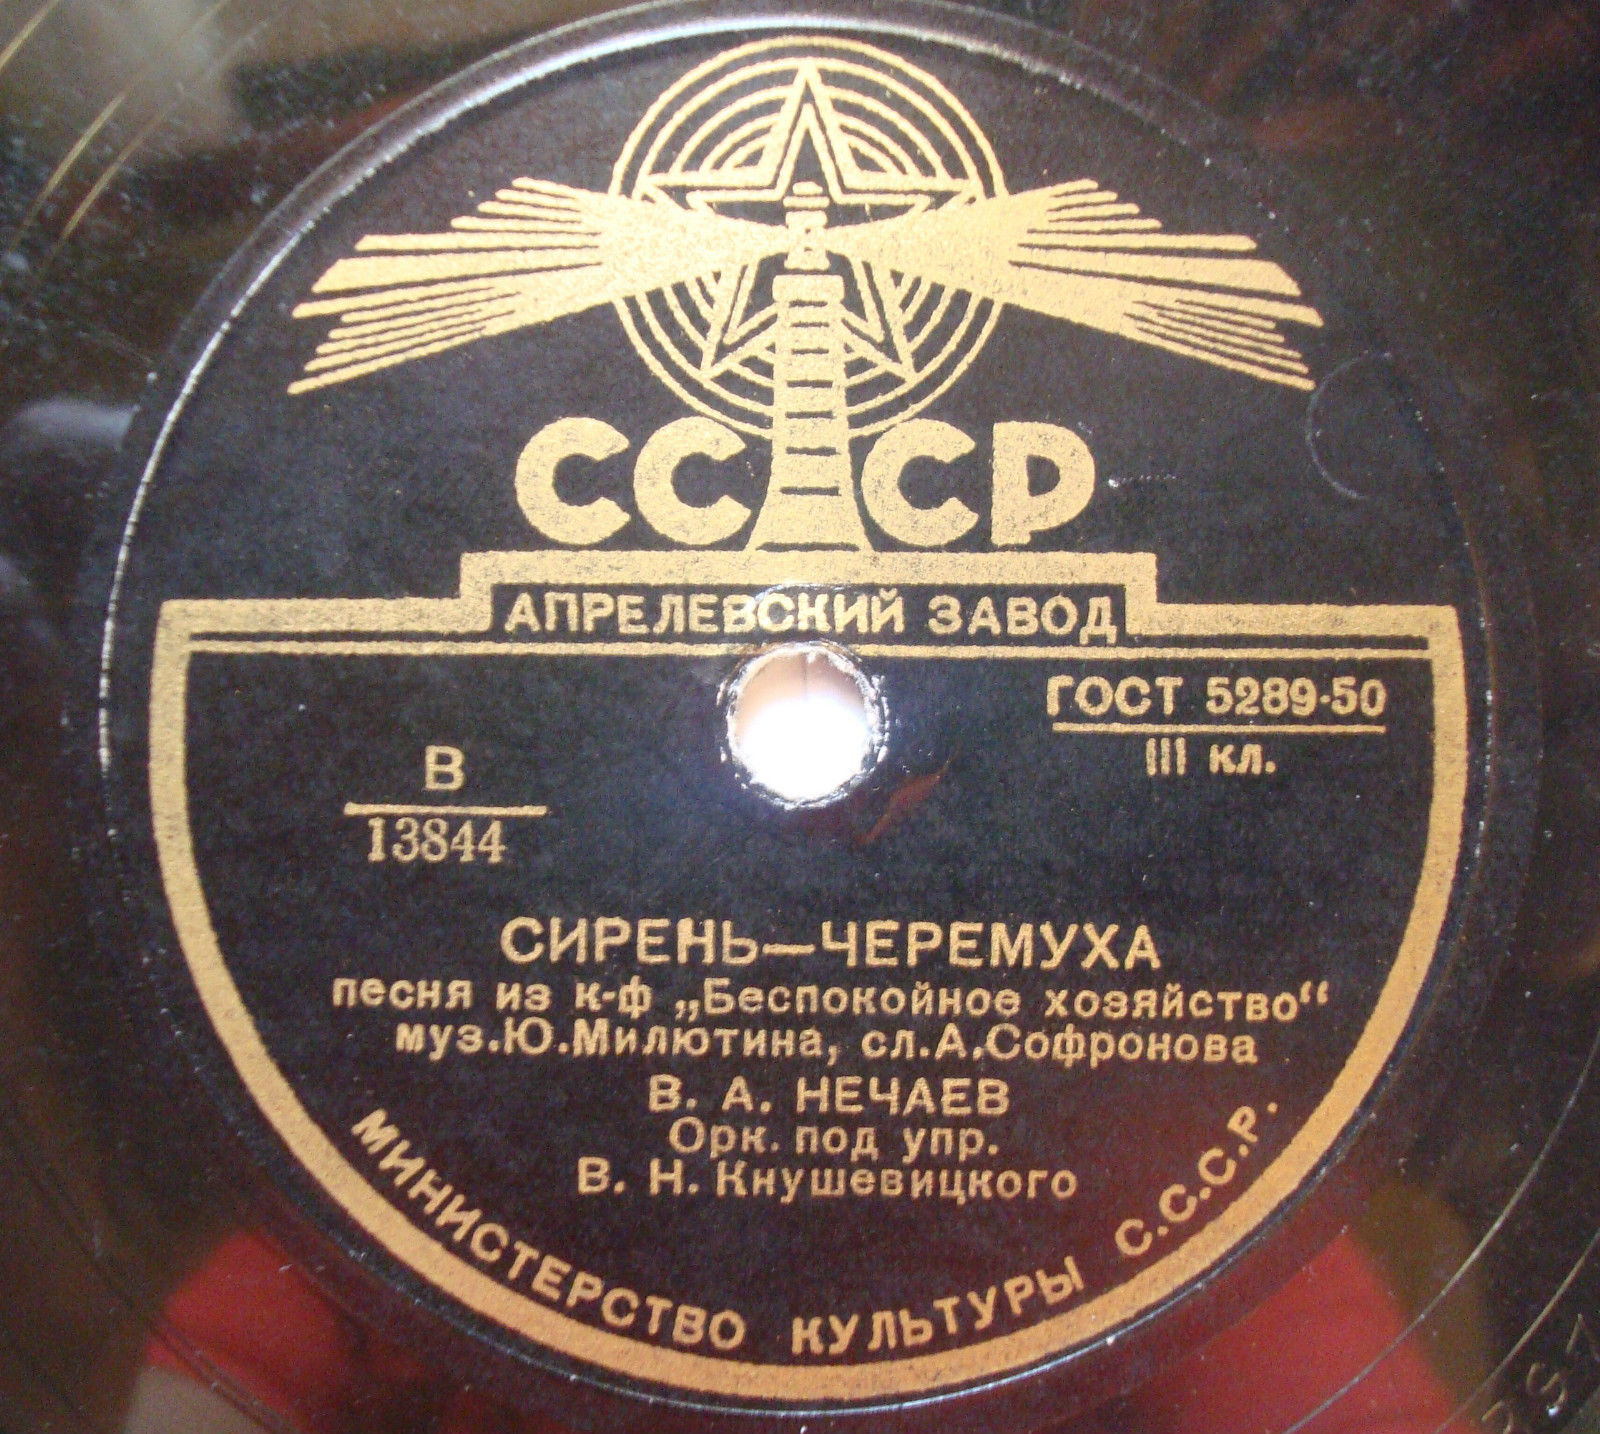 СССР
АПРЕЛЕВСКИЙ ЗАВОД
ГОСТ 5289-50
III кл.
В
13844
СИРЕНЬ—ЧЕРЕМУХА
песня из к-ф „Беспокойное хозяйство“
муз.Ю.Милютина, сл.А.Софронова
В. А. НЕЧАЕВ
Орк. под упр.
В. Н. Кнушевицкого
МИНИСТЕРСТВО КУЛЬТУРЫ С.С.С.Р.